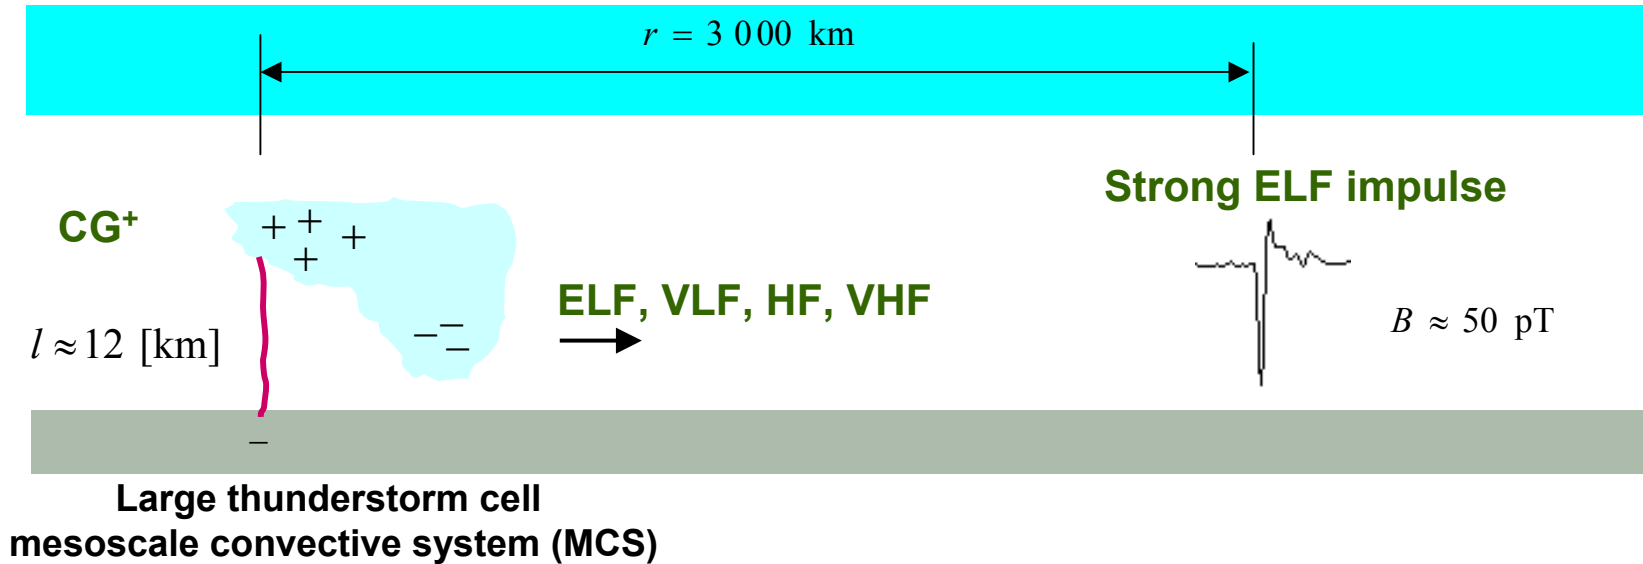 r = 3 000 km
Strong ELF impulse
CG⁺
+ + +
+
ELF, VLF, HF, VHF
l ≈ 12 [km]
− − −
B ≈ 50 pT
−
Large thunderstorm cell
mesoscale convective system (MCS)